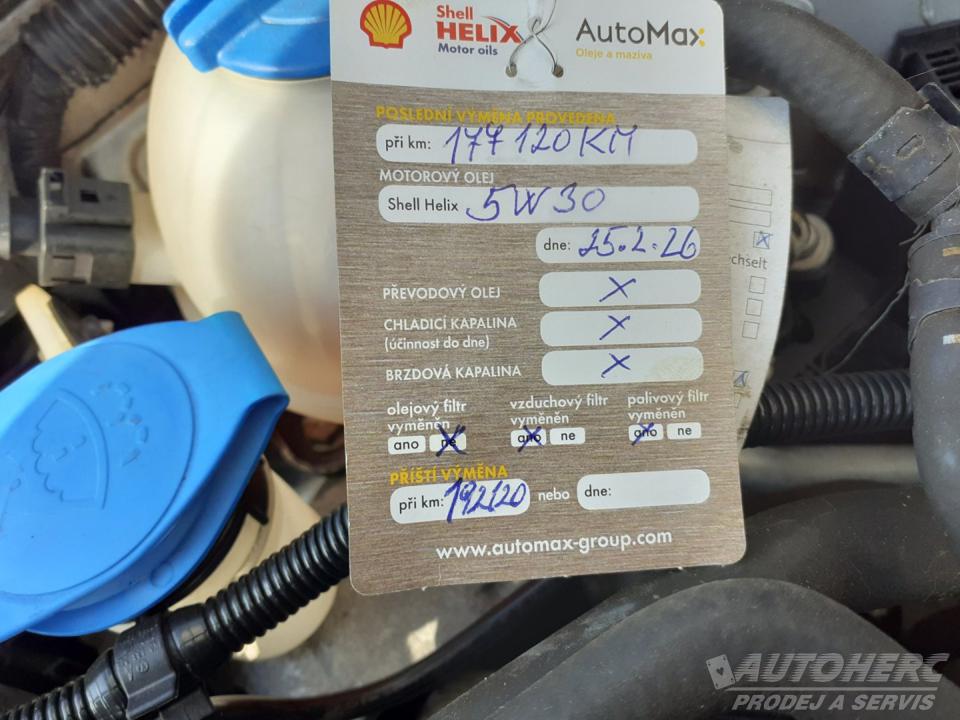 Shell
HELIX
Motor oils
AutoMax
Oleje a maziva
POSLEDNÍ VÝMĚNA PROVEDENA
při km: 177120 KM
MOTOROVÝ OLEJ
Shell Helix 5W30
dne: 25.2.26
PŘEVODOVÝ OLEJ X
CHLADICÍ KAPALINA X
(účinnost do dne)
BRZDOVÁ KAPALINA X
olejový filtr vyměněn
ano ne
vzduchový filtr vyměněn
ano ne
palivový filtr vyměněn
ano ne
PŘÍŠTÍ VÝMĚNA
při km: 192120 nebo dne:
www.automax-group.com
chselt
AUTOHERC
PRODEJ A SERVIS